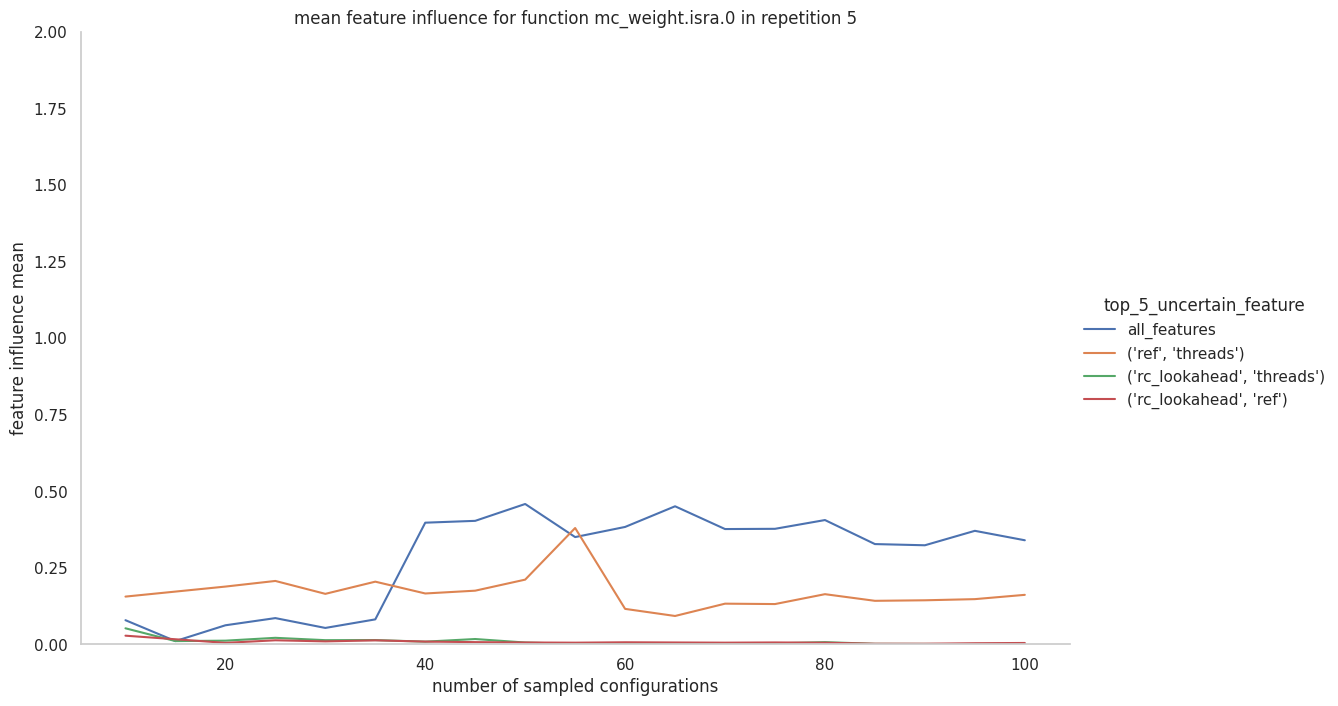 mean feature influence for function mc_weight.isra.0 in repetition 5
2.00
1.75
1.50
1.25
1.00
0.75
0.50
0.25
0.00
feature influence mean
20
40
60
80
100
number of sampled configurations
top_5_uncertain_feature
all_features
('ref', 'threads')
('rc_lookahead', 'threads')
('rc_lookahead', 'ref')